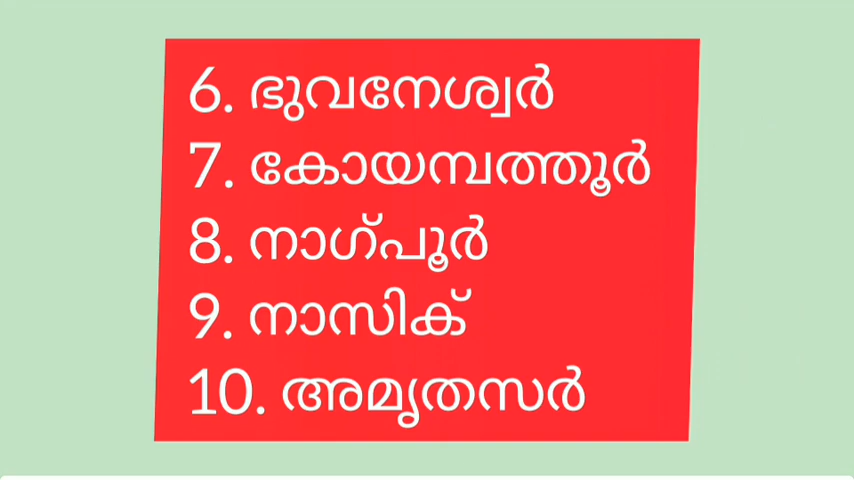 6. ഭുവനേശ്വർ
7. കോയമ്പത്തൂർ
8. നാഗ്പൂർ
9. നാസിക്
10. അമൃതസർ